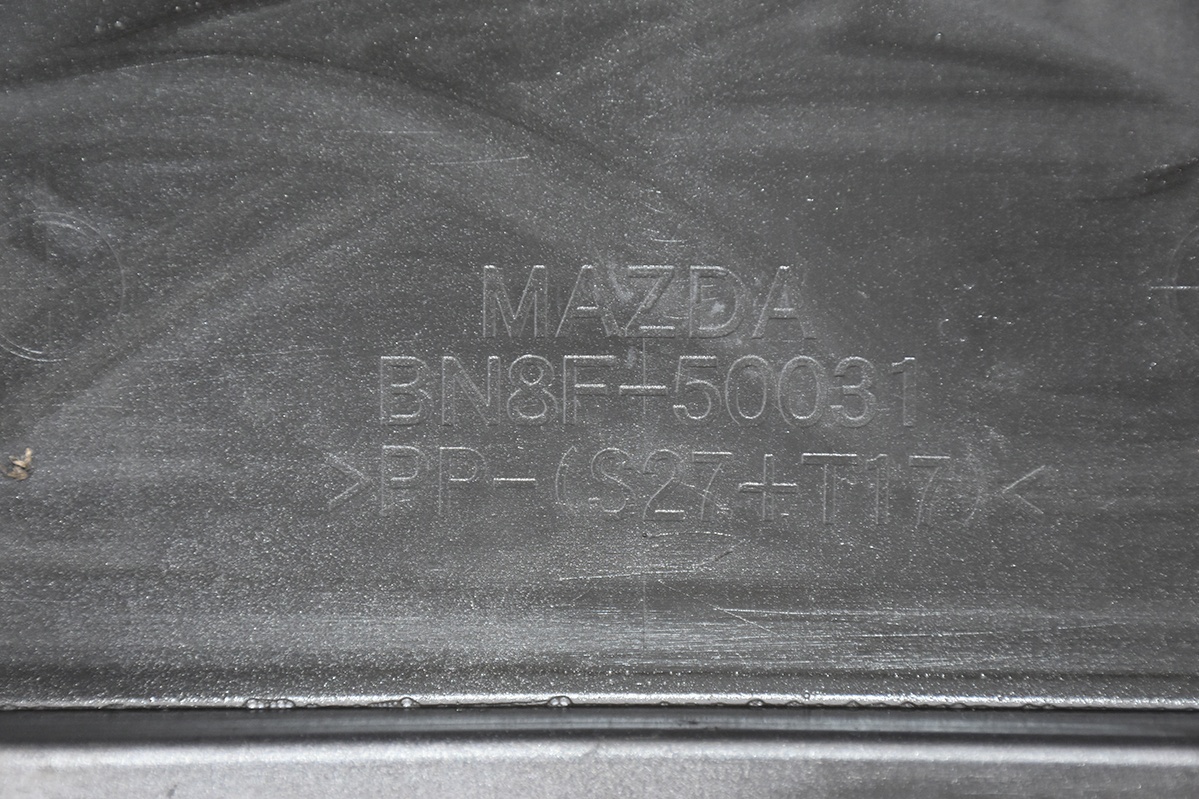 MAZDA
BN8F-50031
>PP-(S27+T17)<